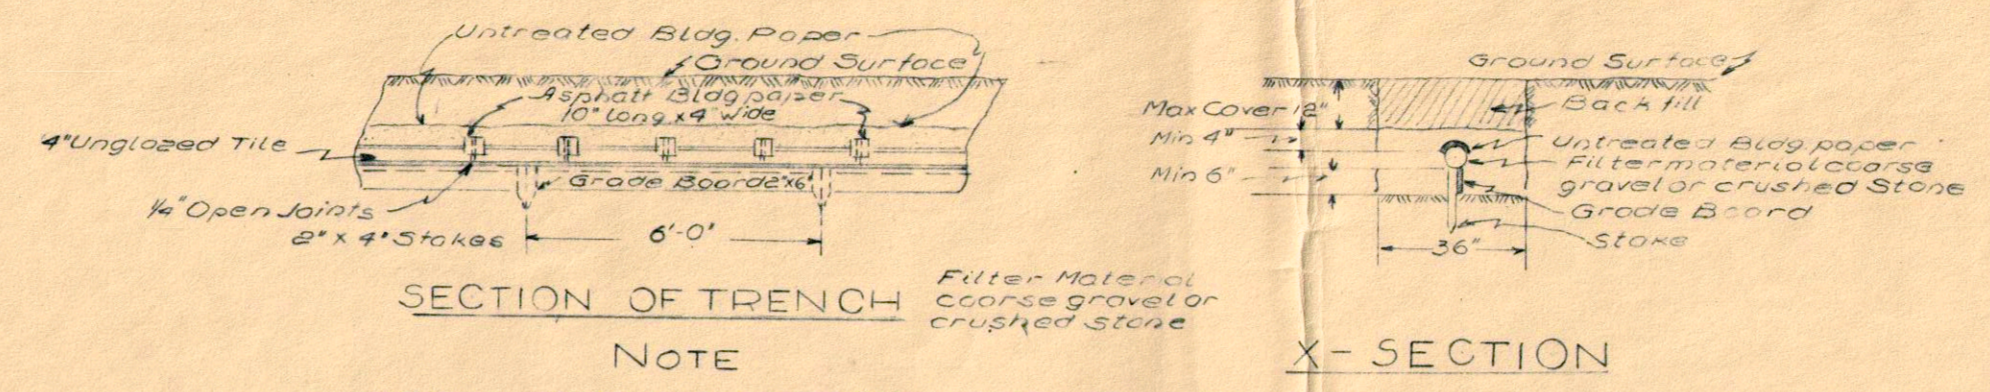 Untreated Bldg. Paper
Ground Surface
Asphalt Bldg paper
10" long x 4" wide
4" Unglazed Tile
Grade Board 2"x6"
1/4" Open Joints
2" x 4" Stakes
6'-0"
SECTION OF TRENCH
Filter Material
coarse gravel or
crushed stone
NOTE
Ground Surface
Max Cover 12"
Back fill
Min 4"
Untreated Bldg. paper
Filter material coarse
gravel or crushed Stone
Min 6"
Grade Board
Stake
36"
X-SECTION